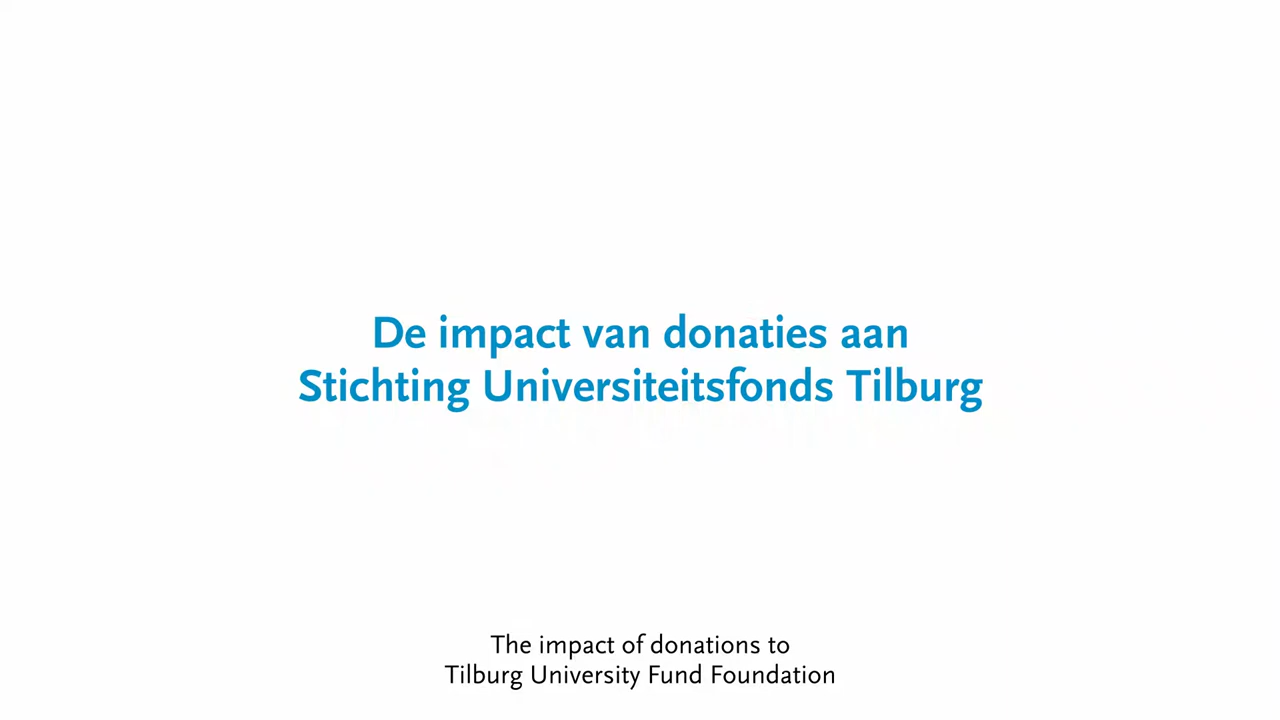 De impact van donaties aan
Stichting Universiteitsfonds Tilburg
The impact of donations to
Tilburg University Fund Foundation